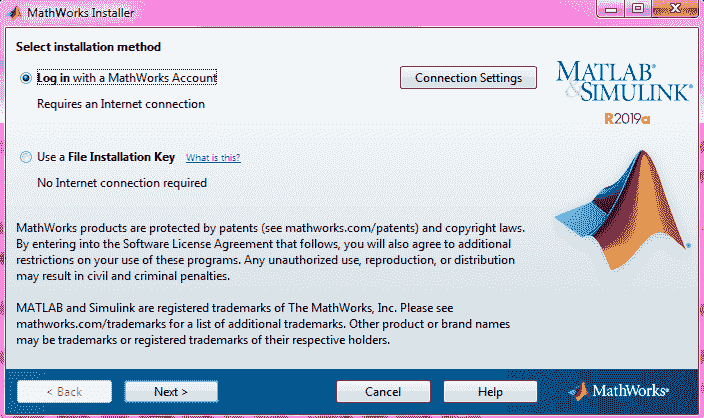 MathWorks Installer
Select installation method
Log in with a MathWorks Account
Connection Settings
Requires an Internet connection
MATLAB®
&SIMULINK®
R2019a
Use a File Installation Key What is this?
No Internet connection required
MathWorks products are protected by patents (see mathworks.com/patents) and copyright laws.
By entering into the Software License Agreement that follows, you will also agree to additional
restrictions on your use of these programs. Any unauthorized use, reproduction, or distribution
may result in civil and criminal penalties.
MATLAB and Simulink are registered trademarks of The MathWorks, Inc. Please see
mathworks.com/trademarks for a list of additional trademarks. Other product or brand names
may be trademarks or registered trademarks of their respective holders.
< Back
Next >
Cancel
Help
MathWorks®